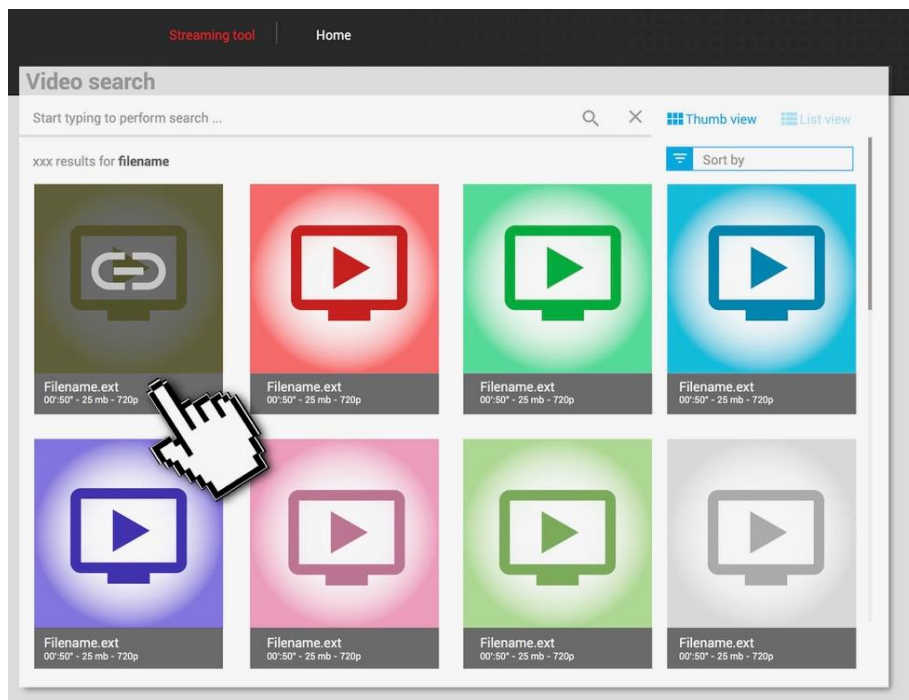 Streaming tool
Home
Video search
Start typing to perform search ...
Thumb view
List view
xxx results for filename
Sort by
Filename.ext
00':50" - 25 mb - 720p
Filename.ext
00':50" - 25 mb - 720p
Filename.ext
00':50" - 25 mb - 720p
Filename.ext
00':50" - 25 mb - 720p
Filename.ext
00':50" - 25 mb - 720p
Filename.ext
00':50" - 25 mb - 720p
Filename.ext
00':50" - 25 mb - 720p
Filename.ext
00':50" - 25 mb - 720p